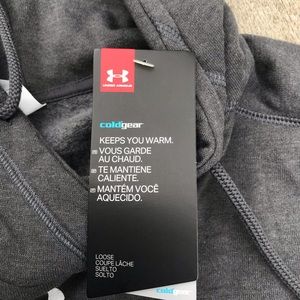 UNDER ARMOUR
coldgear
KEEPS YOU WARM.
VOUS GARDE
AU CHAUD.
TE MANTIENE
CALIENTE.
MANTÉM VOCÊ
AQUECIDO.
LOOSE
COUPE LÂCHE
SUELTO
SOLTO